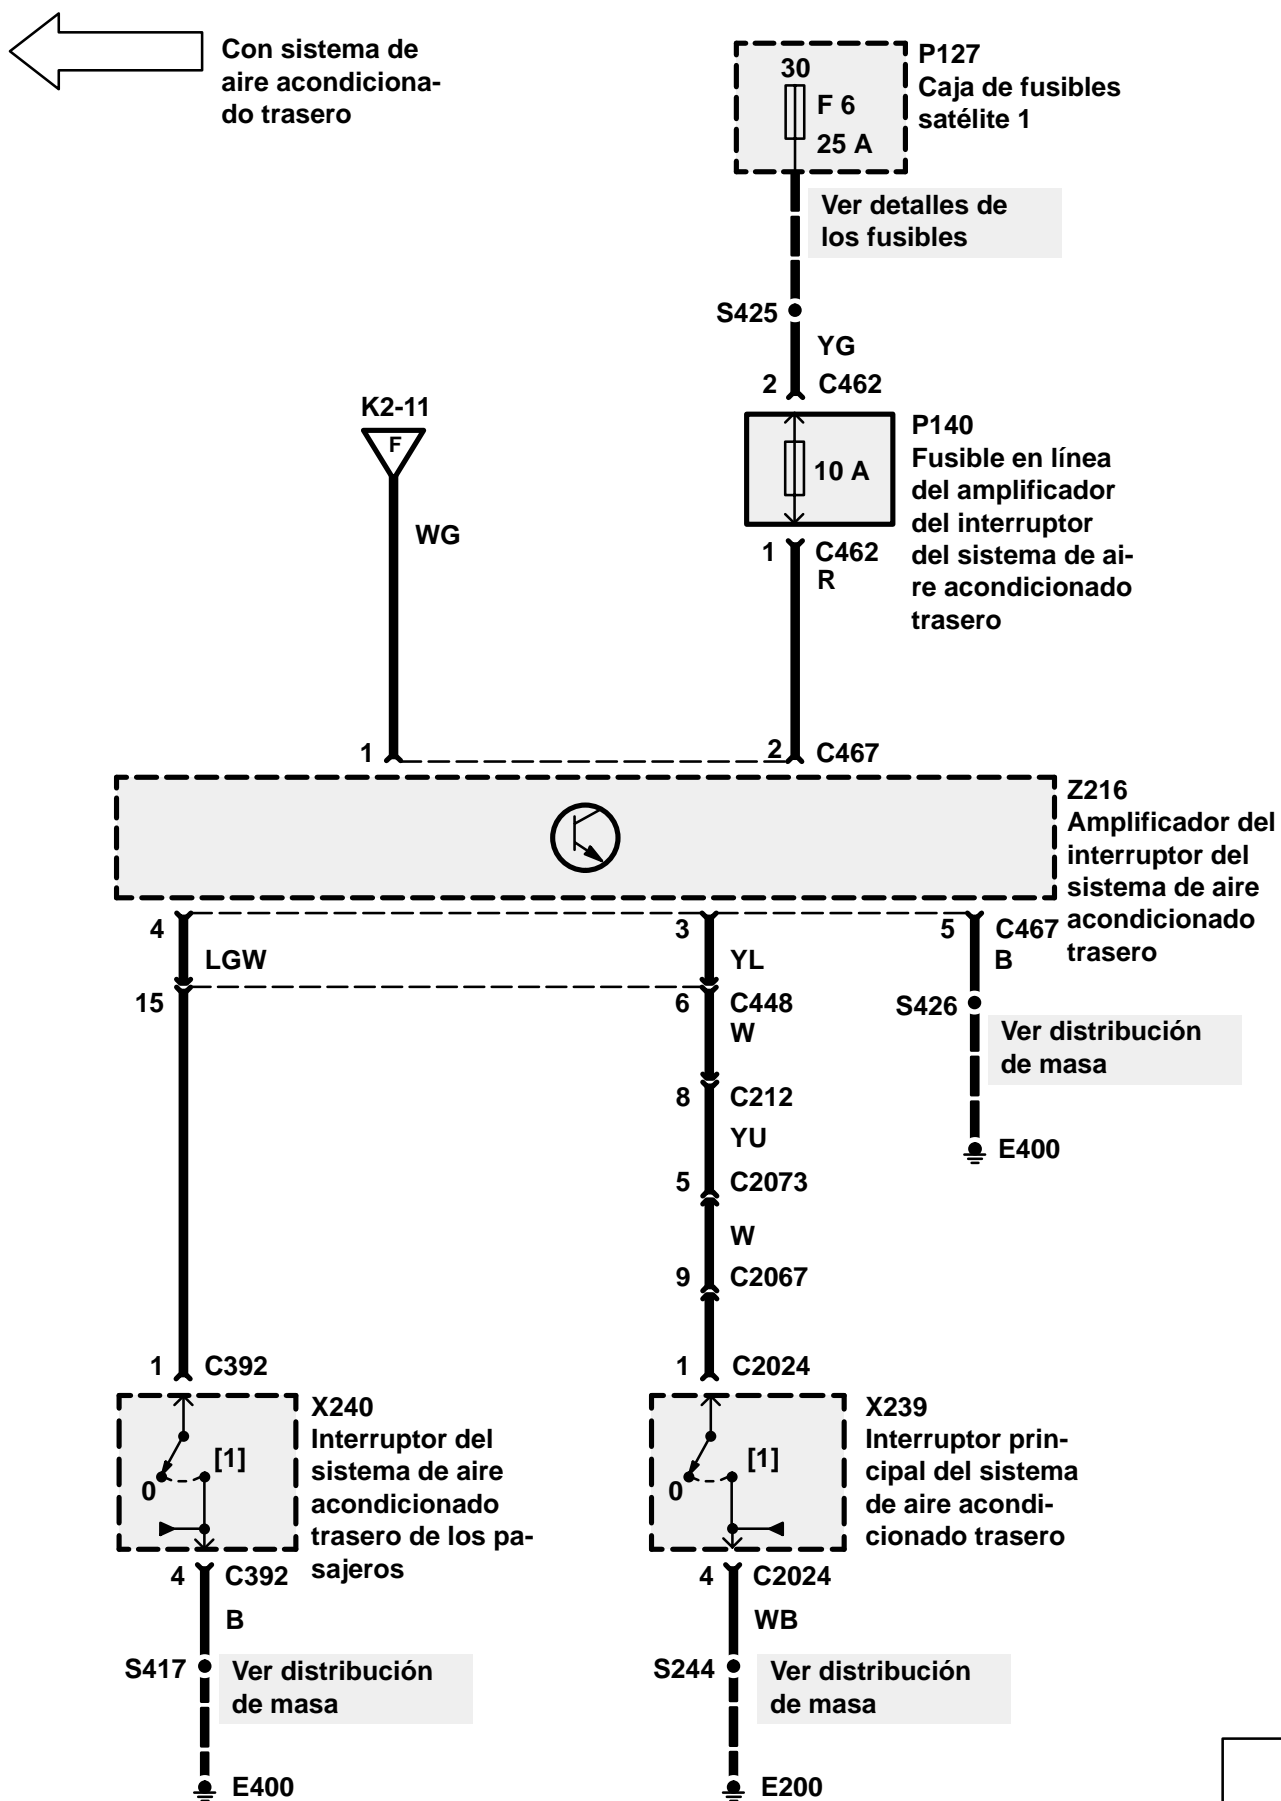 Con sistema de
aire acondiciona-
do trasero
30
F 6
25 A
P127
Caja de fusibles
satélite 1
Ver detalles de
los fusibles
S425
YG
2 C462
K2-11
F
WG
10 A
P140
Fusible en línea
del amplificador
del interruptor
del sistema de ai-
re acondicionado
trasero
1 C462
R
1
2 C467
Z216
Amplificador del
interruptor del
sistema de aire
acondicionado
trasero
4
3
5 C467
LGW
YL
B
15
6 C448
W
S426
Ver distribución
de masa
8 C212
YU
E400
5 C2073
W
9 C2067
1 C392
1 C2024
X240
Interruptor del
sistema de aire
acondicionado
trasero de los pa-
sajeros
0
[1]
X239
Interruptor prin-
cipal del sistema
de aire acondi-
cionado trasero
0
[1]
4 C392
B
4 C2024
WB
S417
Ver distribución
de masa
S244
Ver distribución
de masa
E400
E200